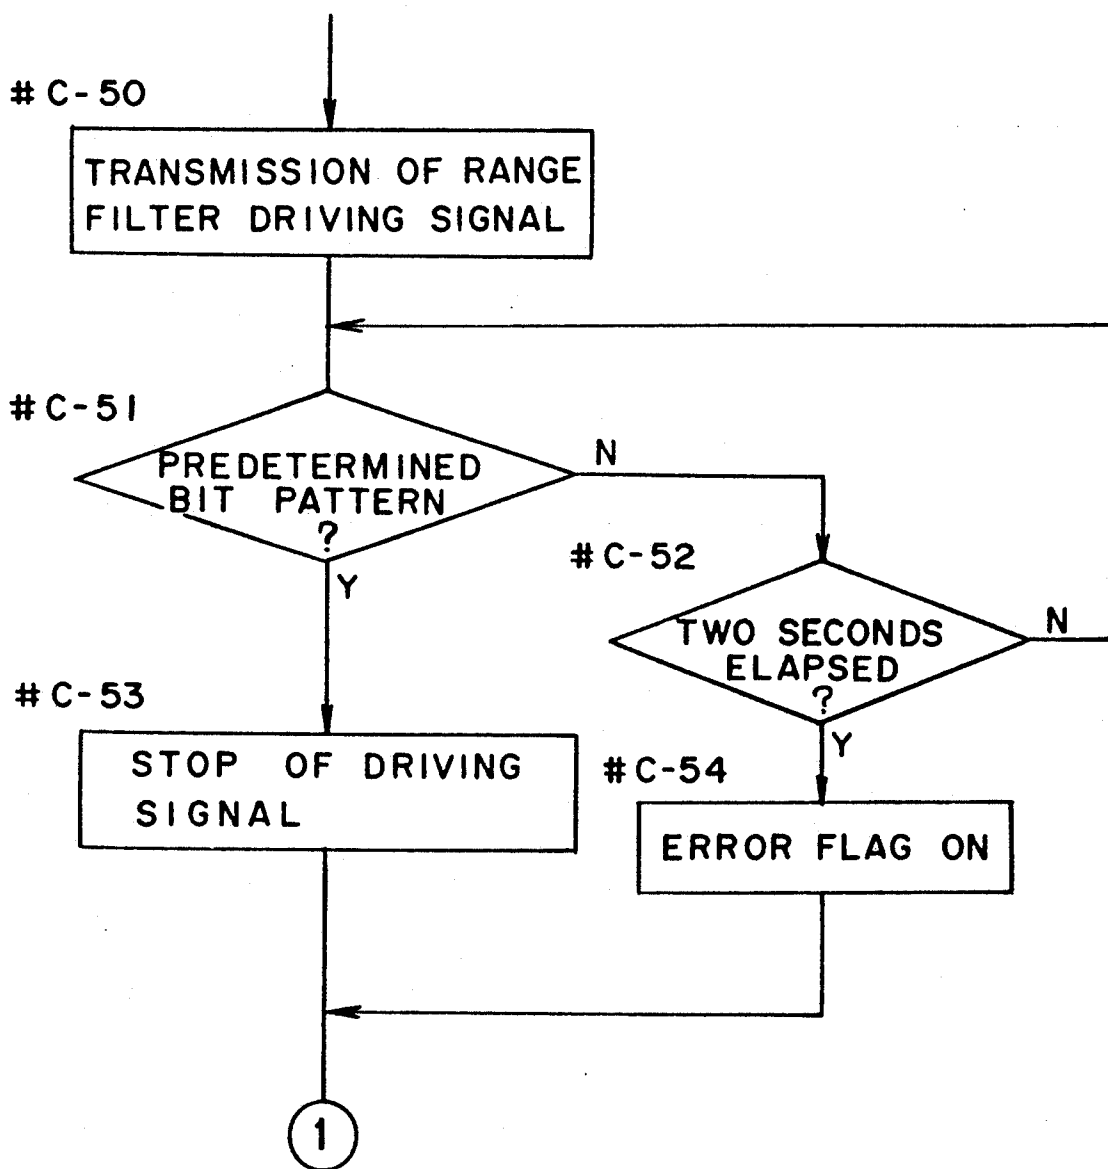 # C-50
TRANSMISSION OF RANGE
FILTER DRIVING SIGNAL
# C-51
PREDETERMINED
BIT PATTERN
?
N
Y
# C-52
TWO SECONDS
ELAPSED
?
N
Y
# C-53
STOP OF DRIVING
SIGNAL
# C-54
ERROR FLAG ON
1